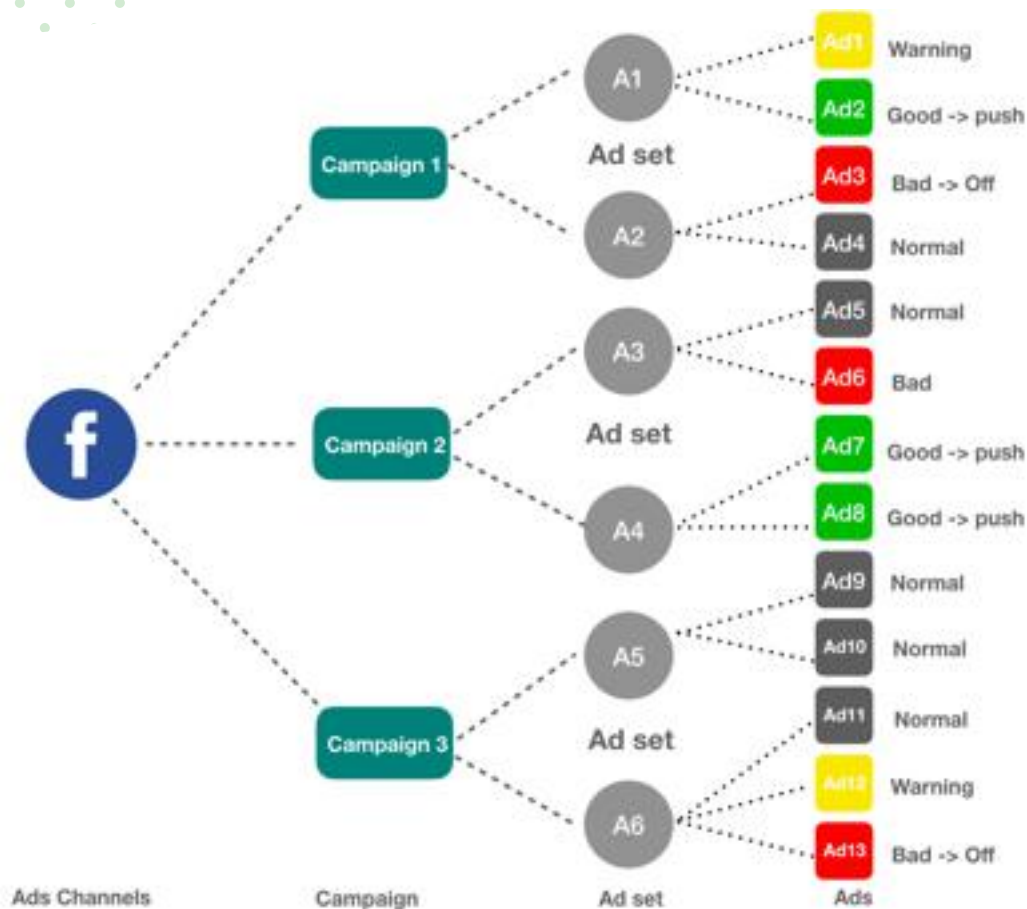 Ad1 Warning
A1
Ad2 Good -> push
Campaign 1
Ad set
Ad3 Bad -> Off
A2
Ad4 Normal
Ad5 Normal
A3
Ad6 Bad
f
Campaign 2
Ad set
Ad7 Good -> push
A4
Ad8 Good -> push
Ad9 Normal
A5
Ad10 Normal
Ad11 Normal
Campaign 3
Ad set
Ad12 Warning
A6
Ad13 Bad -> Off
Ads Channels Campaign Ad set Ads